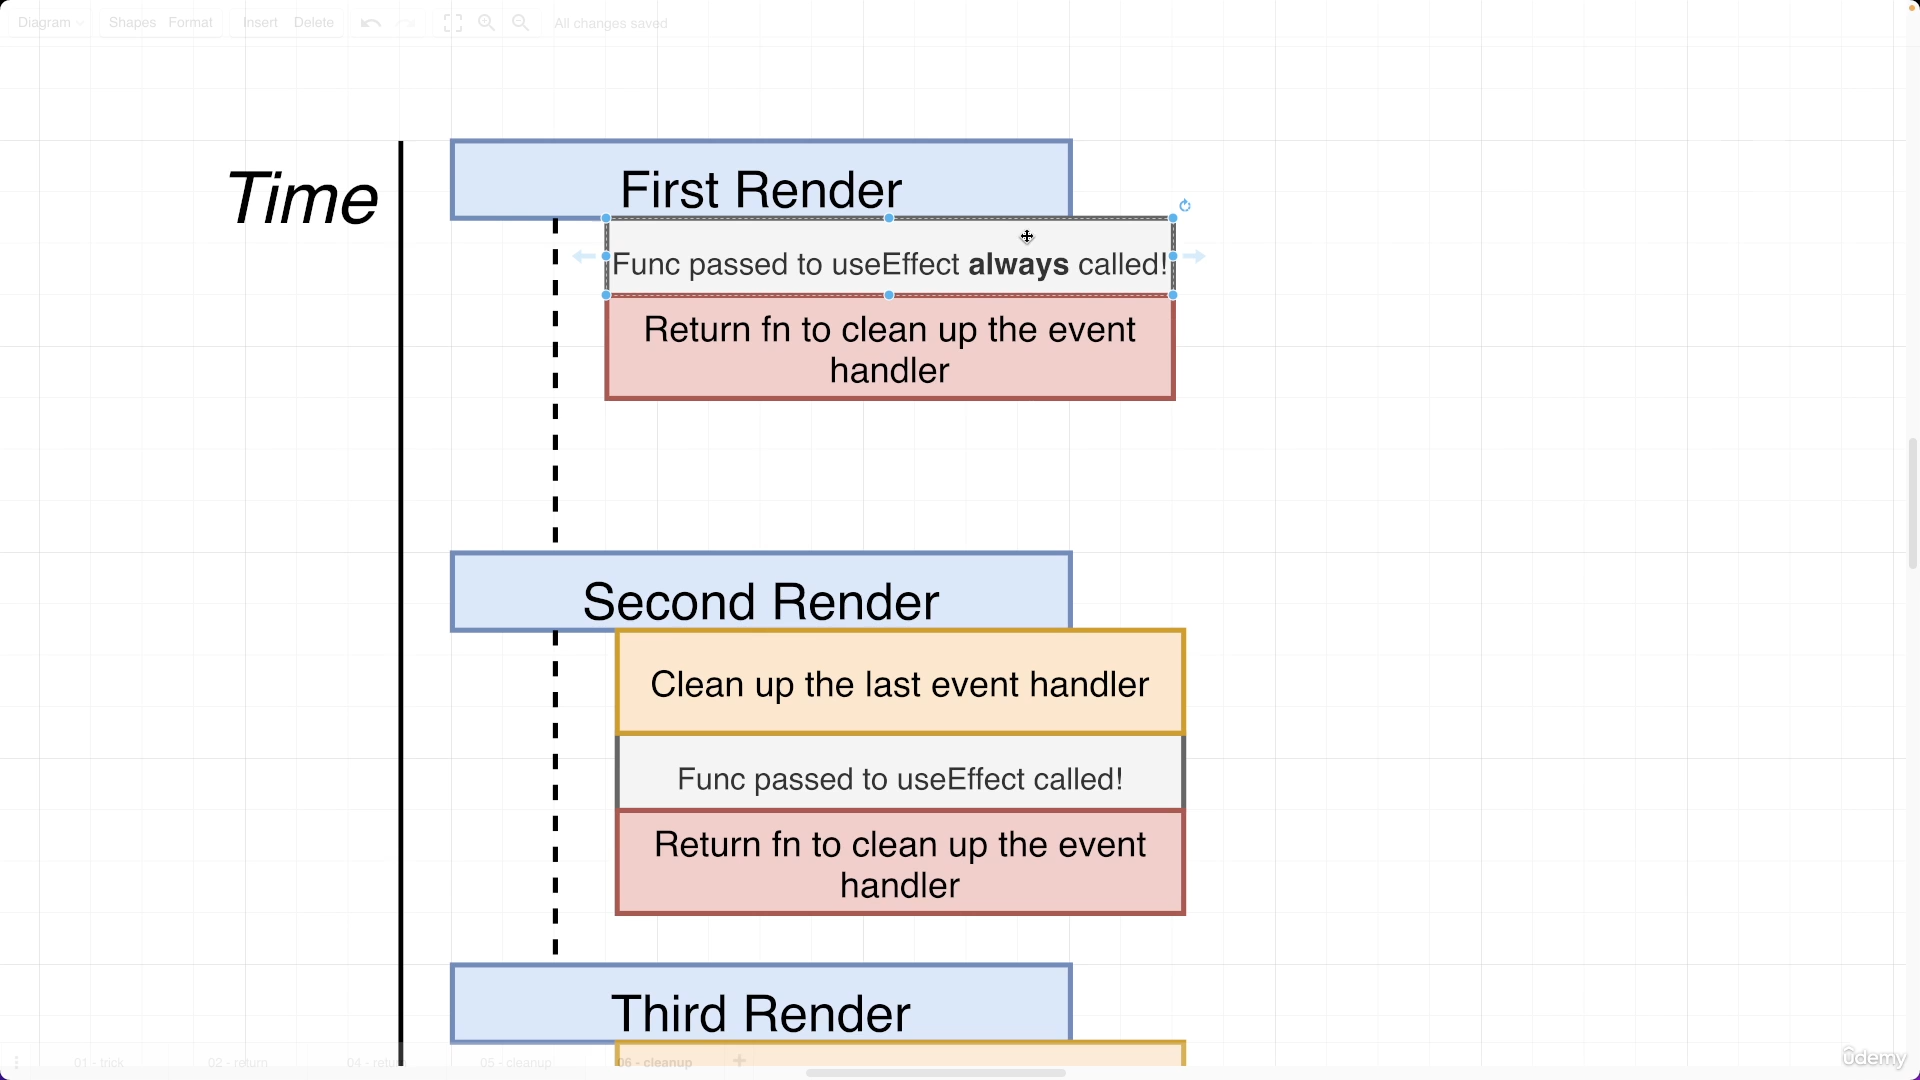 Diagram
Shapes Format
Insert Delete
All changes saved
Time
First Render
Func passed to useEffect always called!
Return fn to clean up the event
handler
Second Render
Clean up the last event handler
Func passed to useEffect called!
Return fn to clean up the event
handler
Third Render
01 - trick
02 - return
04 - retu
05 - cleanup
06 - cleanup
ûdemy